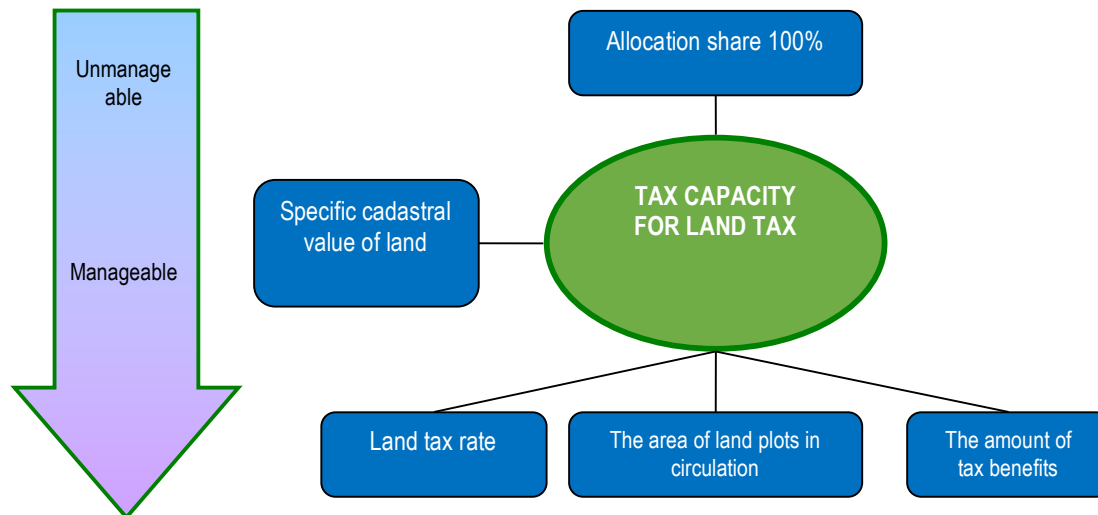 Unmanage
able
Manageable
Allocation share 100%
TAX CAPACITY
FOR LAND TAX
Specific cadastral
value of land
Land tax rate
The area of land plots in
circulation
The amount of
tax benefits